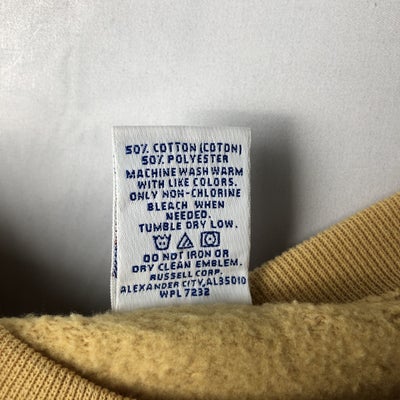 50% COTTON (COTON)
50% POLYESTER
MACHINE WASH WARM
WITH LIKE COLORS.
ONLY NON-CHLORINE
BLEACH WHEN
NEEDED.
TUMBLE DRY LOW.
DO NOT IRON OR
DRY CLEAN EMBLEM.
RUSSELL CORP.
ALEXANDER CITY, AL35010
WPL 7232